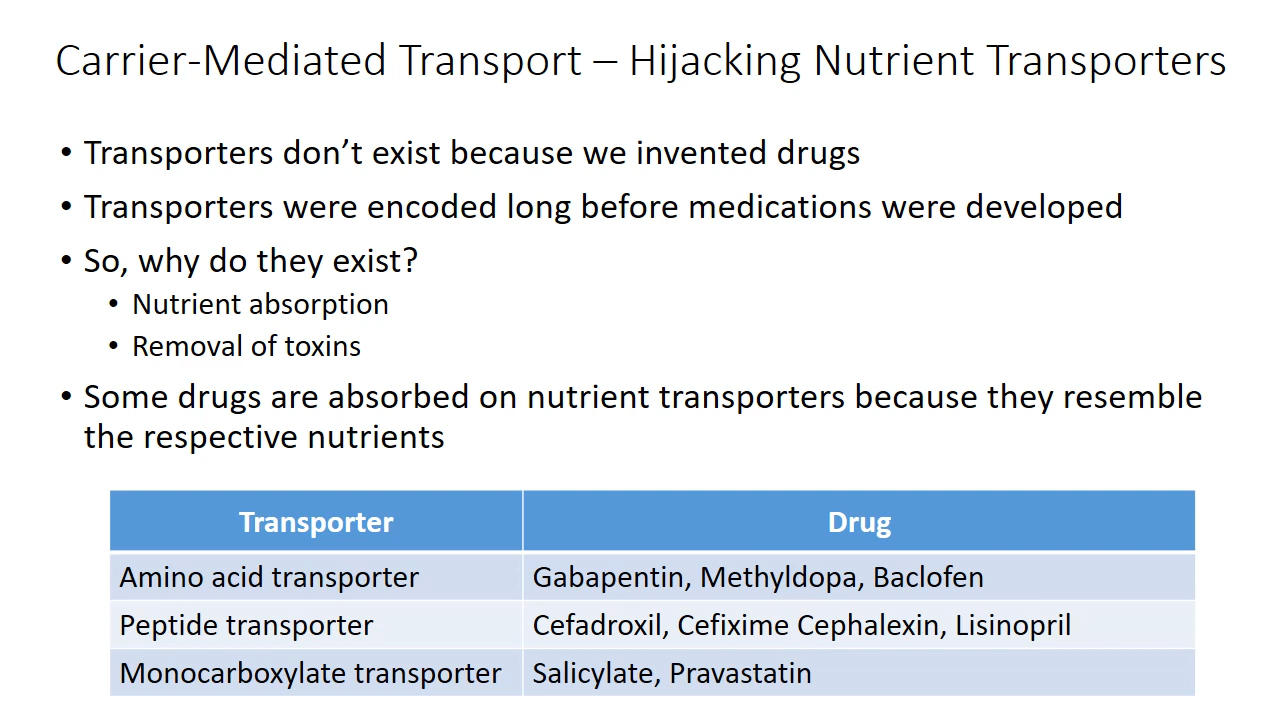 Carrier-Mediated Transport – Hijacking Nutrient Transporters
• Transporters don’t exist because we invented drugs
• Transporters were encoded long before medications were developed
• So, why do they exist?
• Nutrient absorption
• Removal of toxins
• Some drugs are absorbed on nutrient transporters because they resemble
the respective nutrients
Transporter Drug
Amino acid transporter Gabapentin, Methyldopa, Baclofen
Peptide transporter Cefadroxil, Cefixime Cephalexin, Lisinopril
Monocarboxylate transporter Salicylate, Pravastatin